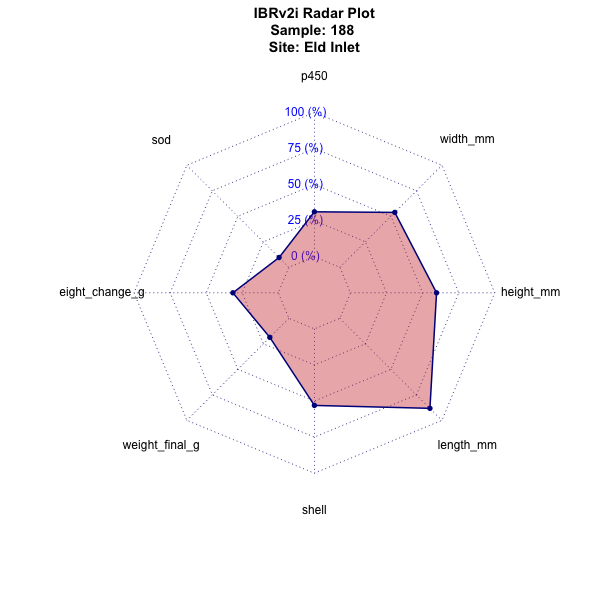 IBRv2i Radar Plot
Sample: 188
Site: Eld Inlet
p450
100 (%)
sod
width_mm
75 (%)
50 (%)
25 (%)
0 (%)
eight_change_g
height_mm
weight_final_g
length_mm
shell